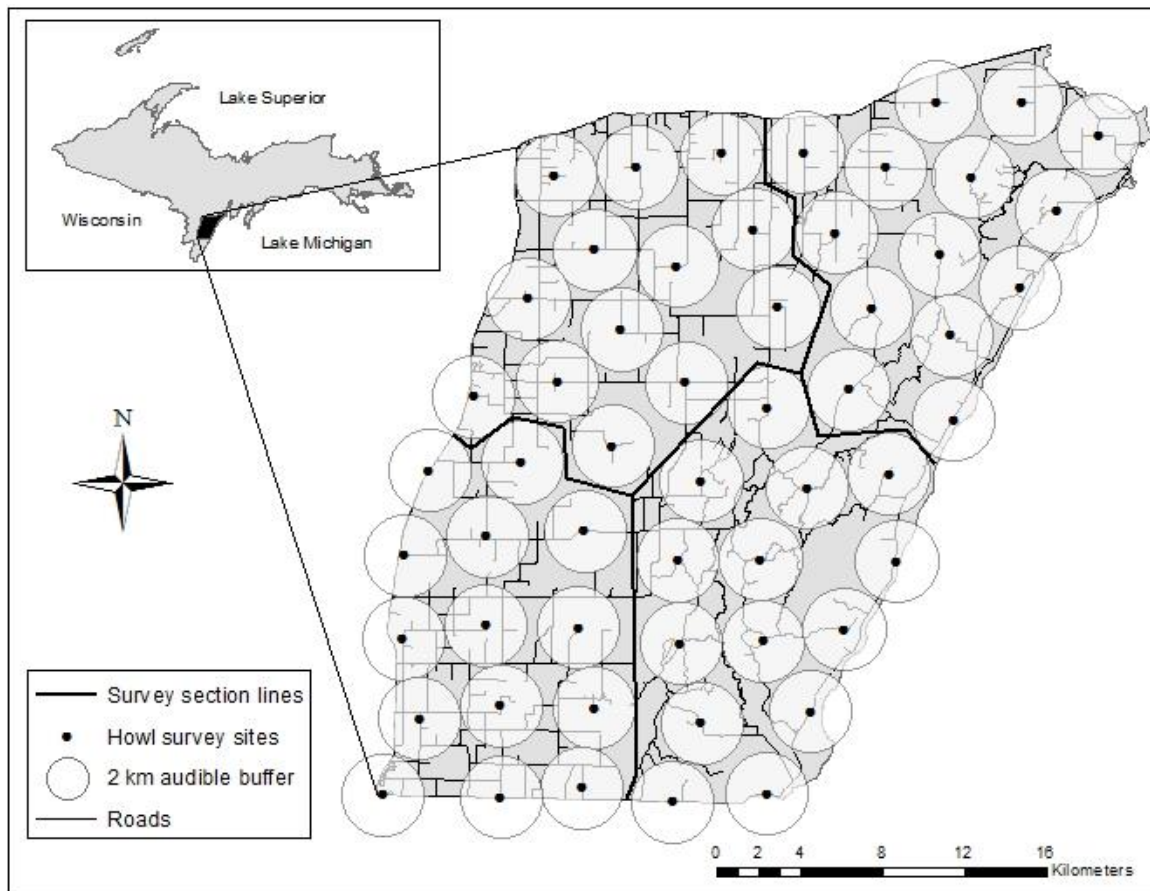 Lake Superior
Wisconsin
Lake Michigan
N
Survey section lines
Howl survey sites
2 km audible buffer
Roads
0 2 4 8 12 16
Kilometers